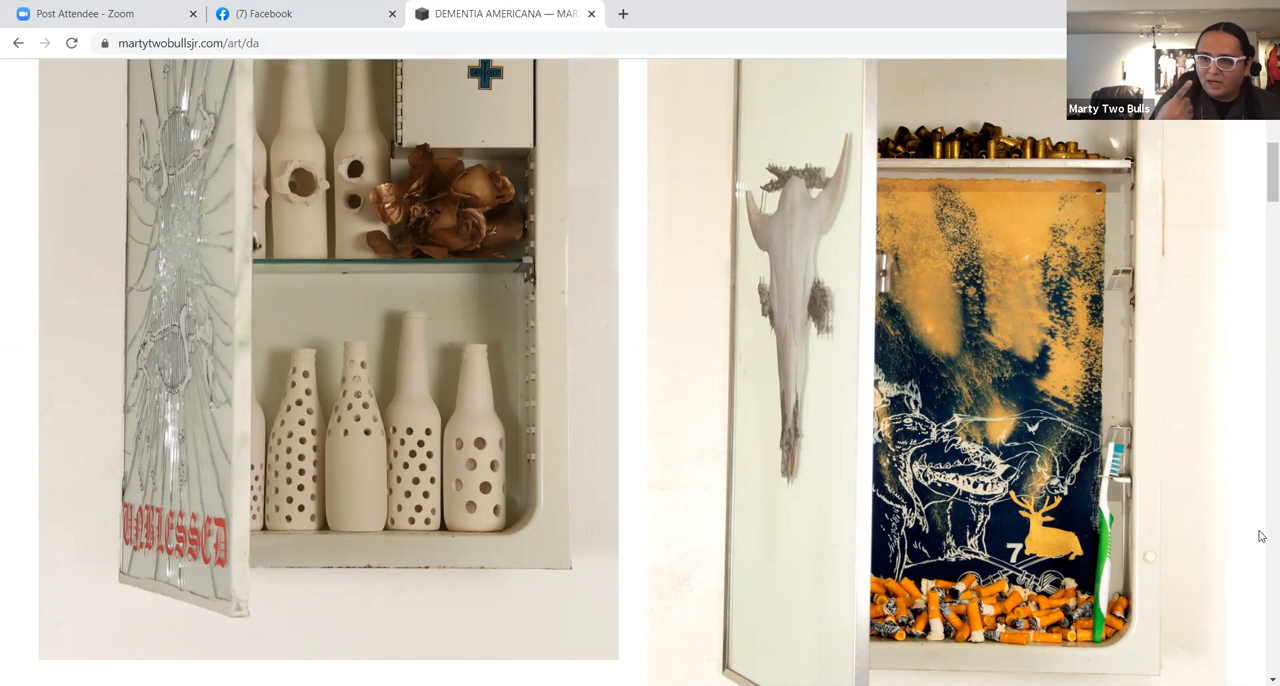 Post Attendee - Zoom
(7) Facebook
DEMENTIA AMERICANA — MAR
martytwobullsjr.com/art/da
Marty Two Bulls
UNBLESSED
7